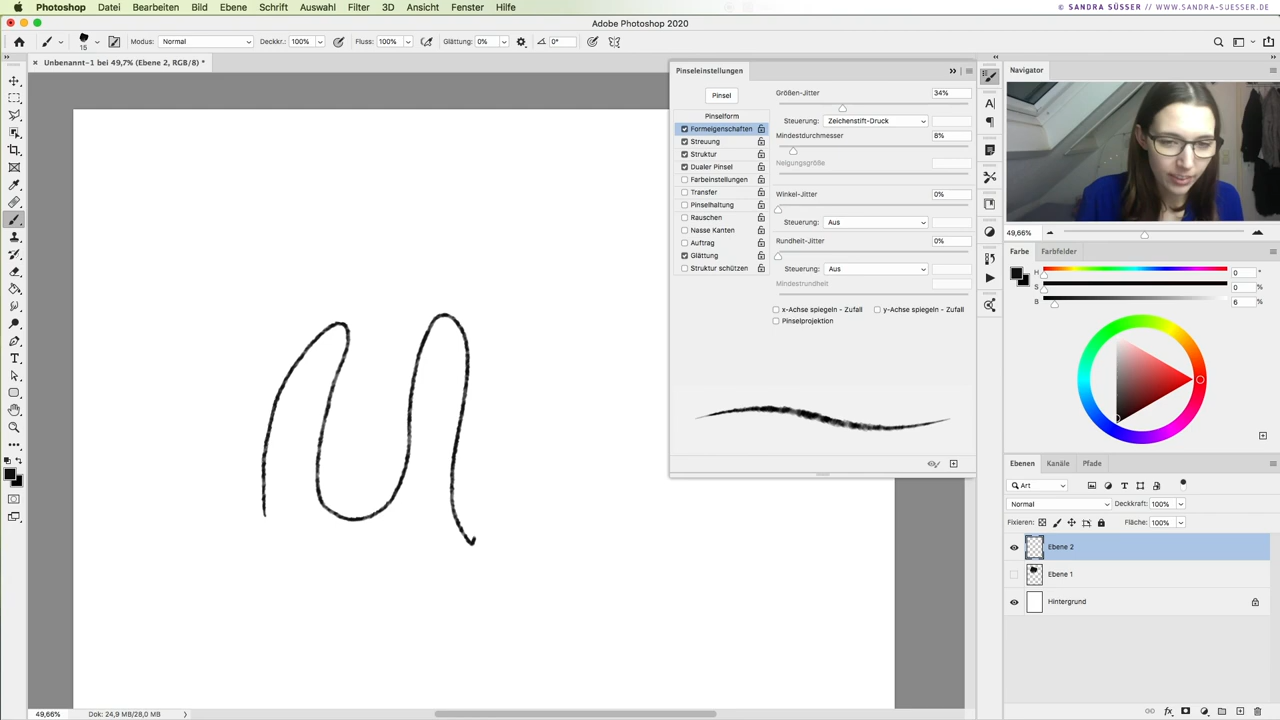 Photoshop Datei Bearbeiten Bild Ebene Schrift Auswahl Filter 3D Ansicht Fenster Hilfe
© SANDRA SÜSSER // WWW.SANDRA-SUESSER.DE
Adobe Photoshop 2020
15 Modus: Normal Deckkr.: 100% Fluss: 100% Glättung: 0% 0°
Unbenannt-1 bei 49,7% (Ebene 2, RGB/8) *
Pinseleinstellungen
Pinsel
Pinselform
Formeigenschaften
Streuung
Struktur
Dualer Pinsel
Farbeinstellungen
Transfer
Pinselhaltung
Rauschen
Nasse Kanten
Auftrag
Glättung
Struktur schützen
Größen-Jitter 34%
Steuerung: Zeichenstift-Druck
Mindestdurchmesser 8%
Neigungsgröße
Winkel-Jitter 0%
Steuerung: Aus
Rundheit-Jitter 0%
Steuerung: Aus
Mindestrundheit
x-Achse spiegeln - Zufall y-Achse spiegeln - Zufall
Pinselprojektion
Navigator
49,66%
Farbe Farbfelder
H 0 °
S 0 %
B 6 %
Ebenen Kanäle Pfade
Art
Normal Deckkraft: 100%
Fixieren: Fläche: 100%
Ebene 2
Ebene 1
Hintergrund
49,66% Dok: 24,9 MB/28,0 MB